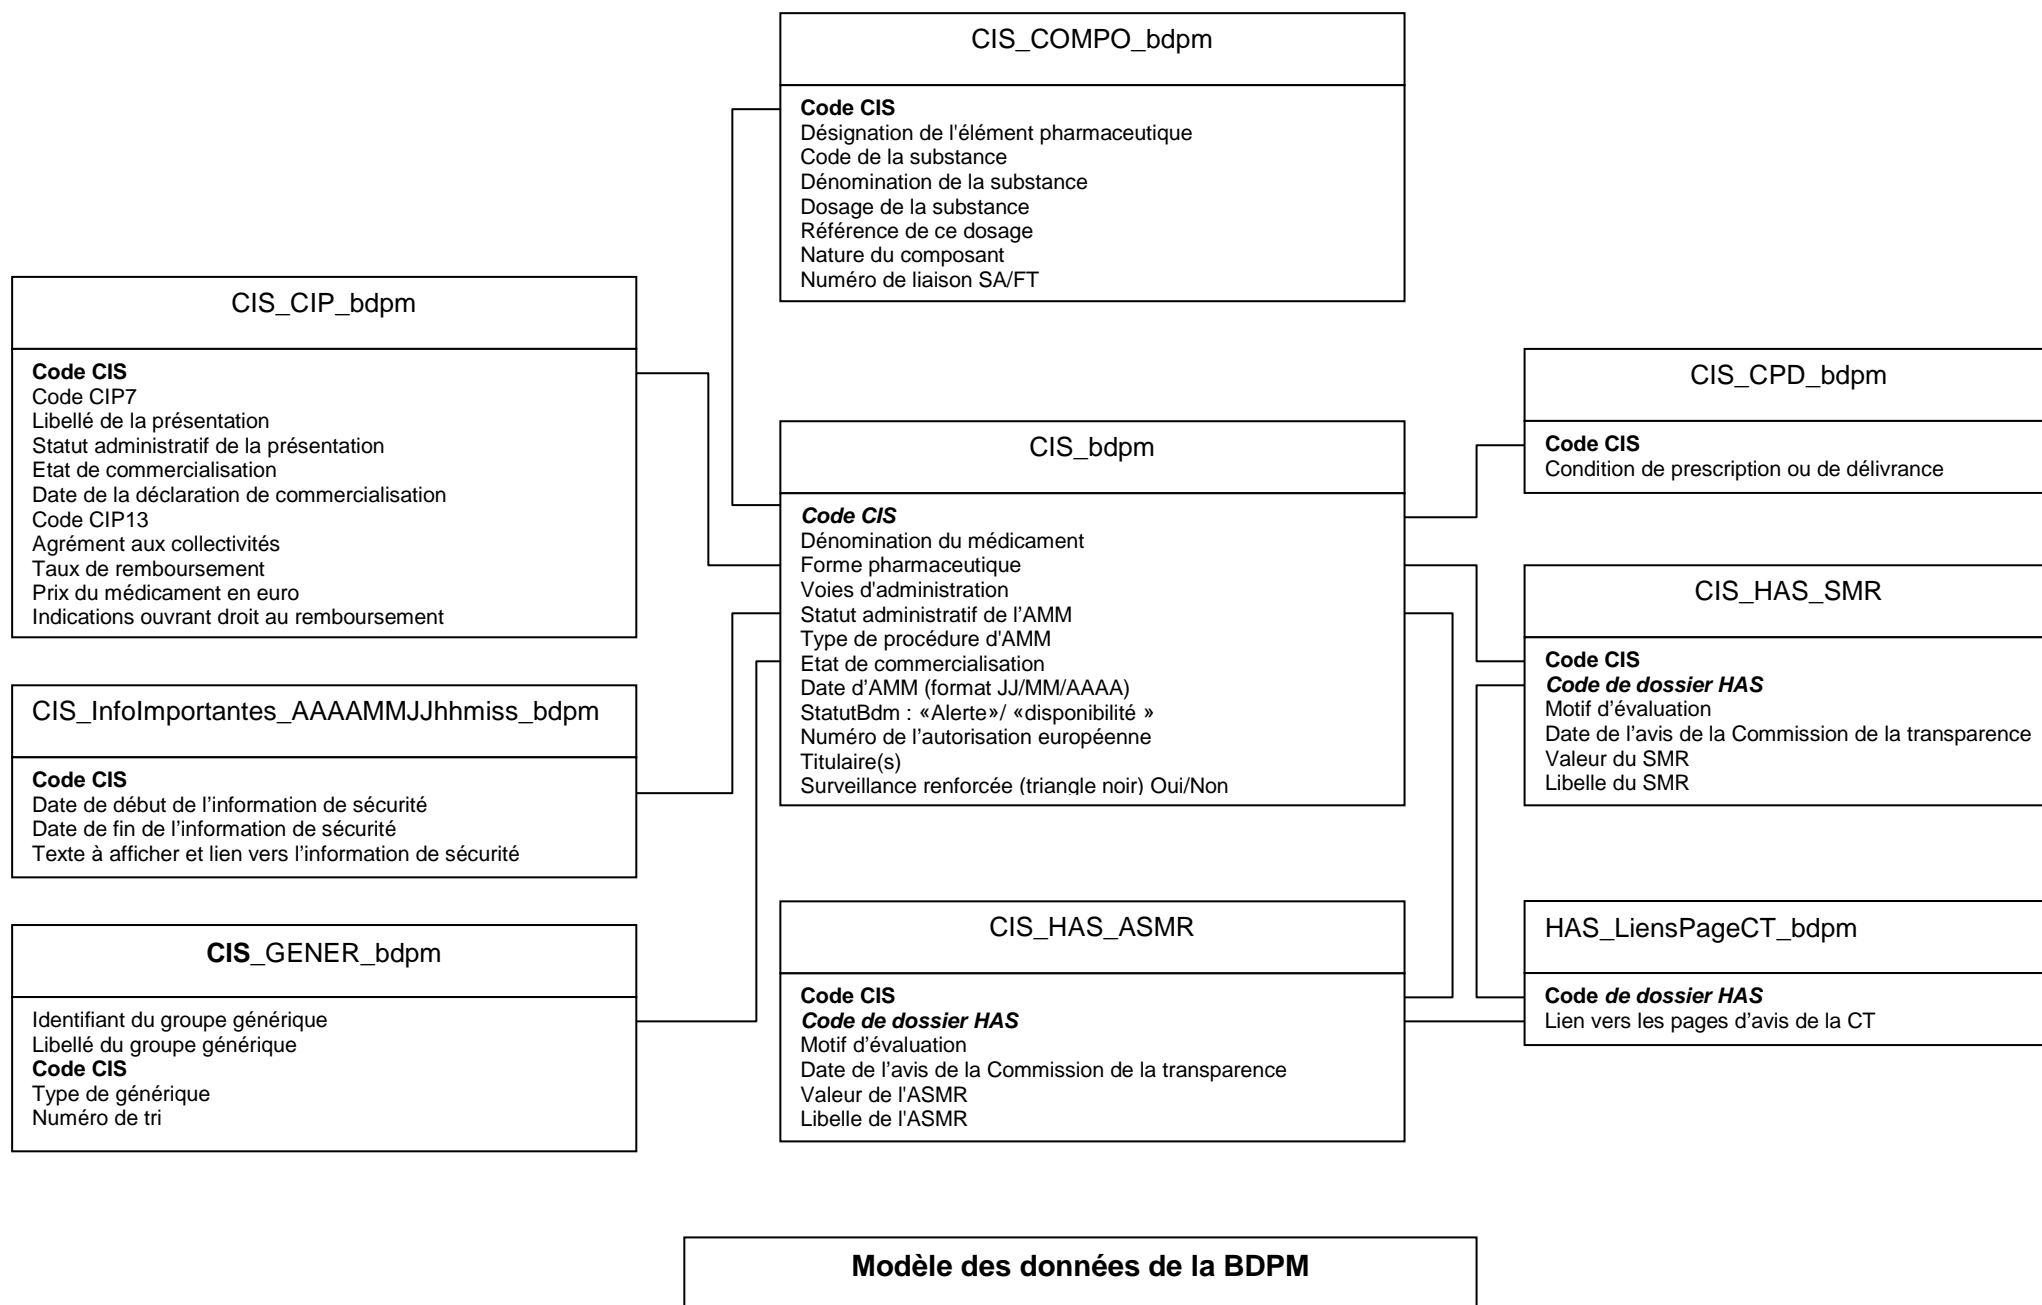 CIS_COMPO_bdpm
Code CIS
Désignation de l'élément pharmaceutique
Code de la substance
Dénomination de la substance
Dosage de la substance
Référence de ce dosage
Nature du composant
Numéro de liaison SA/FT
CIS_CIP_bdpm
Code CIS
Code CIP7
Libellé de la présentation
Statut administratif de la présentation
Etat de commercialisation
Date de la déclaration de commercialisation
Code CIP13
Agrément aux collectivités
Taux de remboursement
Prix du médicament en euro
Indications ouvrant droit au remboursement
CIS_bdpm
Code CIS
Dénomination du médicament
Forme pharmaceutique
Voies d'administration
Statut administratif de l’AMM
Type de procédure d'AMM
Etat de commercialisation
Date d’AMM (format JJ/MM/AAAA)
StatutBdm : «Alerte»/ «disponibilité »
Numéro de l’autorisation européenne
Titulaire(s)
Surveillance renforcée (triangle noir) Oui/Non
CIS_CPD_bdpm
Code CIS
Condition de prescription ou de délivrance
CIS_HAS_SMR
Code CIS
Code de dossier HAS
Motif d’évaluation
Date de l’avis de la Commission de la transparence
Valeur du SMR
Libelle du SMR
CIS_InfoImportantes_AAAAMMJJhhmiss_bdpm
Code CIS
Date de début de l’information de sécurité
Date de fin de l’information de sécurité
Texte à afficher et lien vers l’information de sécurité
CIS_GENER_bdpm
Identifiant du groupe générique
Libellé du groupe générique
Code CIS
Type de générique
Numéro de tri
CIS_HAS_ASMR
Code CIS
Code de dossier HAS
Motif d’évaluation
Date de l’avis de la Commission de la transparence
Valeur de l'ASMR
Libelle de l'ASMR
HAS_LiensPageCT_bdpm
Code de dossier HAS
Lien vers les pages d’avis de la CT
Modèle des données de la BDPM